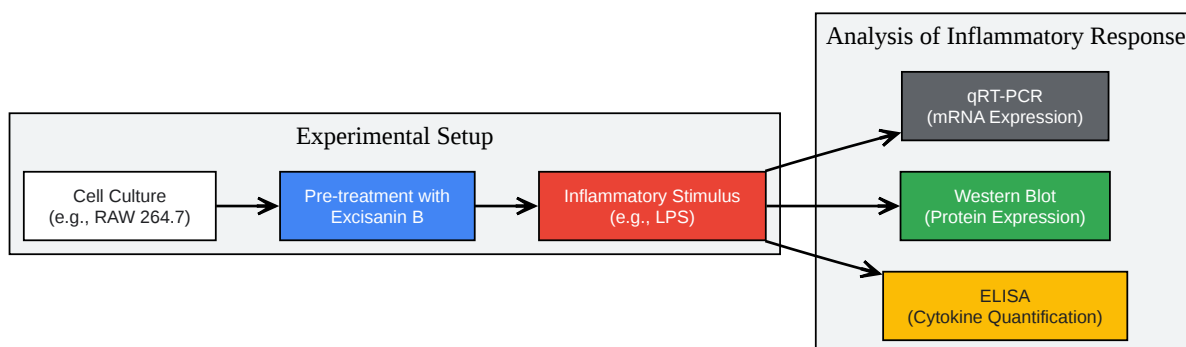 Analysis of Inflammatory Response
Experimental Setup
Cell Culture
(e.g., RAW 264.7)
Pre-treatment with
Excisanin B
Inflammatory Stimulus
(e.g., LPS)
qRT-PCR
(mRNA Expression)
Western Blot
(Protein Expression)
ELISA
(Cytokine Quantification)